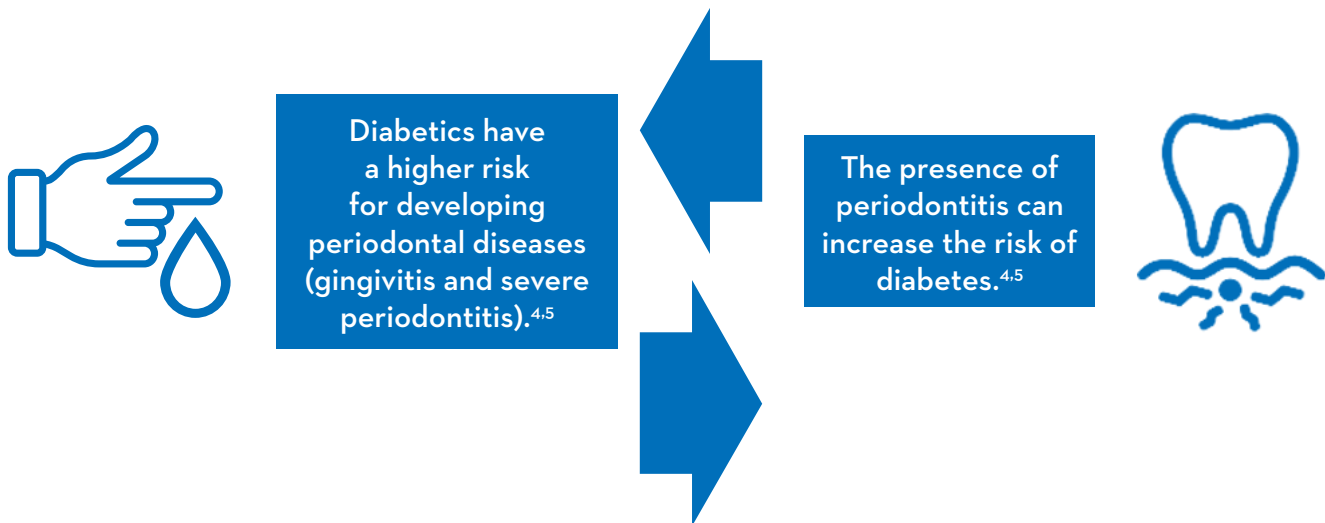 Diabetics have
a higher risk
for developing
periodontal diseases
(gingivitis and severe
periodontitis).4,5
The presence of
periodontitis can
increase the risk of
diabetes.4,5